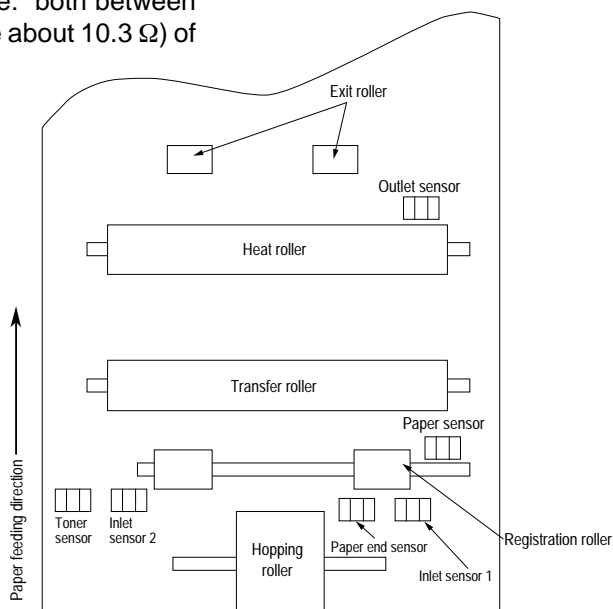 e: both between
e about 10.3 Ω) of
Exit roller
Outlet sensor
Heat roller
Transfer roller
Paper sensor
Toner
sensor
Inlet
sensor 2
Hopping
roller
Paper end sensor
Inlet sensor 1
Registration roller
Paper feeding direction